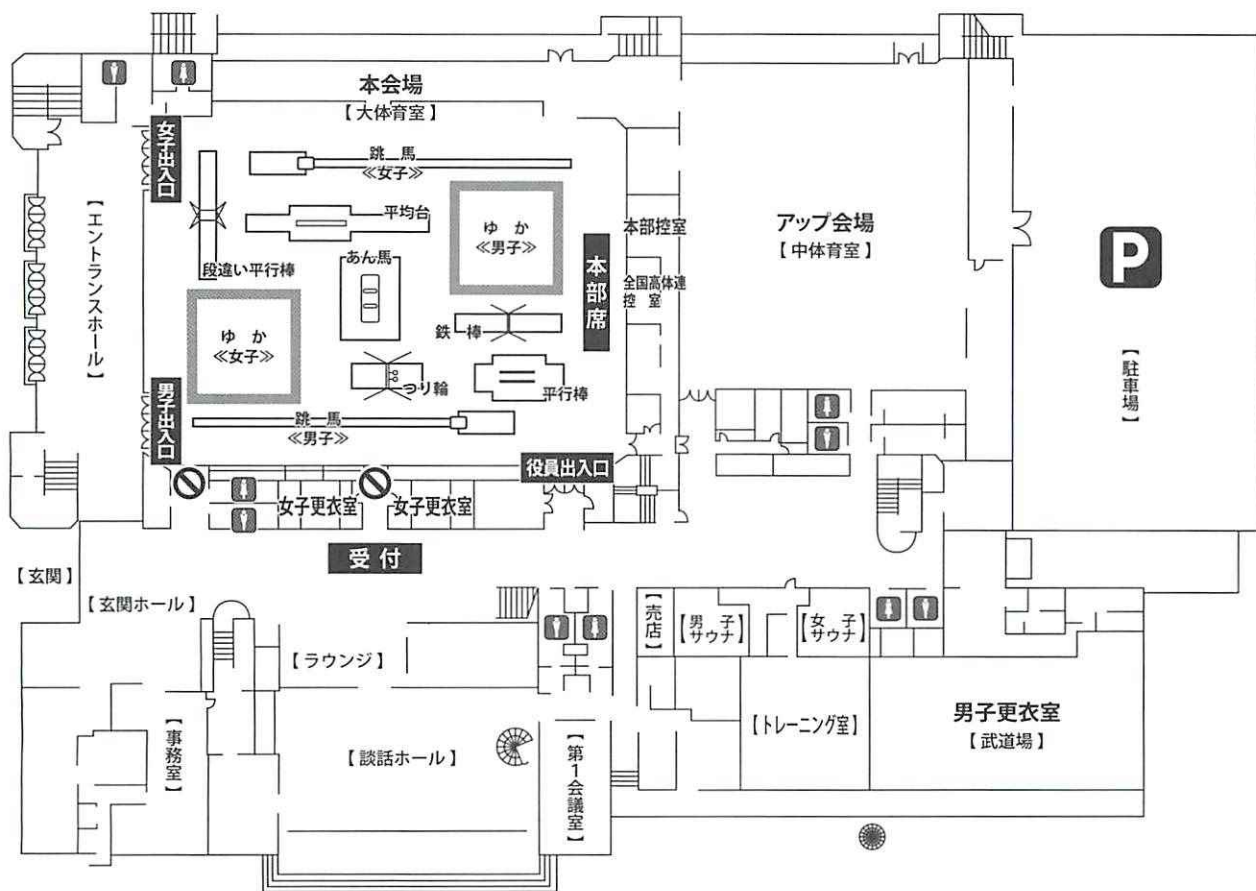 本会場
【大体育室】
女子出入口
跳 馬
≪女子≫
平均台
ゆ か
≪男子≫
本部控室
アップ会場
【中体育室】
P
【エントランスホール】
段違い平行棒
あん馬
本部席
全国高体連
控 室
ゆ か
≪女子≫
鉄 棒
【駐車場】
男子出入口
つり輪
平行棒
跳 馬
≪男子≫
役員出入口
女子更衣室
女子更衣室
受付
【玄関】
【玄関ホール】
【売店】
【男 子
サウナ】
【女 子
サウナ】
【ラウンジ】
男子更衣室
【武道場】
【トレーニング室】
【事務室】
【談話ホール】
【第1会議室】